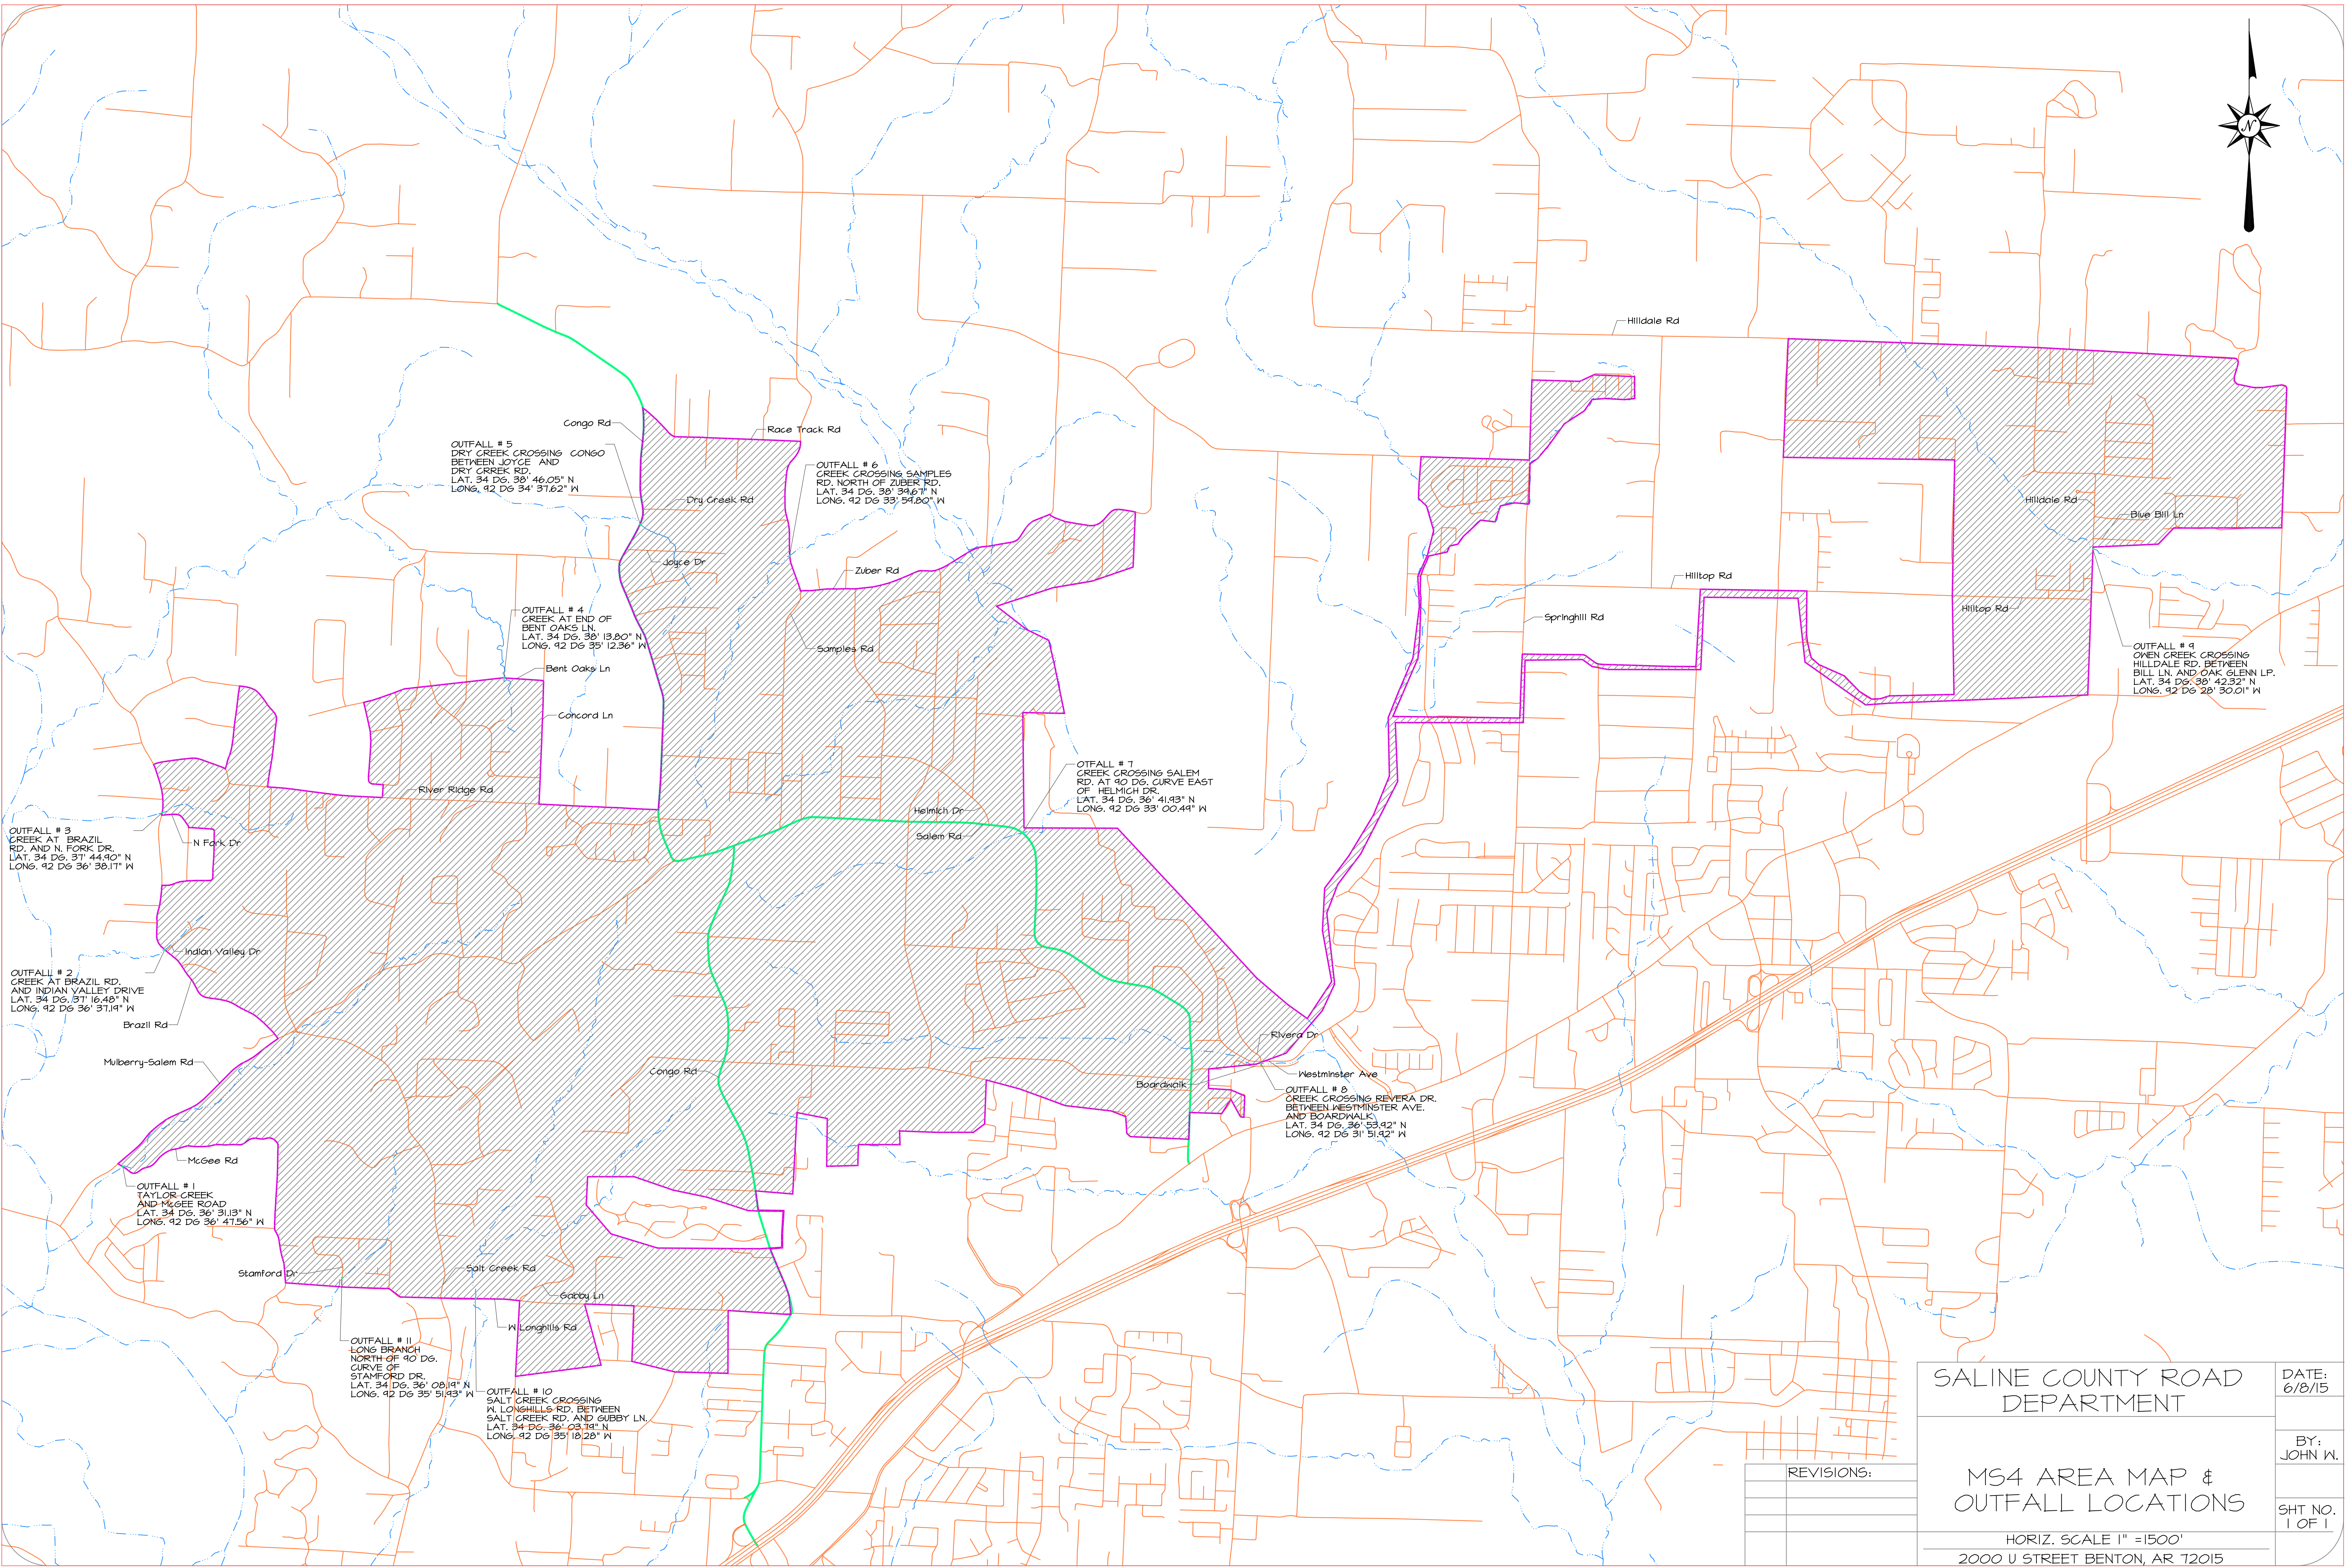 N
Hilldale Rd
Congo Rd
Race Track Rd
OUTFALL # 5
DRY CREEK CROSSING CONGO
BETWEEN JOYCE AND
DRY CRREK RD.
LAT. 34 DG. 38' 46.05" N
LONG. 92 DG 34' 37.62" W
OUTFALL # 6
CREEK CROSSING SAMPLES
RD. NORTH OF ZUBER RD.
LAT. 34 DG. 38' 39.67" N
LONG. 92 DG 33' 59.80" W
Dry Creek Rd
Hilldale Rd
Blue Bill Ln
Joyce Dr
Zuber Rd
Hilltop Rd
Hilltop Rd
OUTFALL # 4
CREEK AT END OF
BENT OAKS LN.
LAT. 34 DG. 38' 13.80" N
LONG. 92 DG 35' 12.36" W
Springhill Rd
Samples Rd
OUTFALL # 9
OWEN CREEK CROSSING
HILLDALE RD. BETWEEN
BILL LN. AND OAK GLENN LP.
LAT. 34 DG. 38' 42.32" N
LONG. 92 DG 28' 30.01" W
Bent Oaks Ln
Concord Ln
OTFALL # 7
CREEK CROSSING SALEM
RD. AT 90 DG. CURVE EAST
OF HELMICH DR.
LAT. 34 DG. 36' 41.93" N
LONG. 92 DG 33' 00.49" W
River Ridge Rd
Helmich Dr
Salem Rd
OUTFALL # 3
CREEK AT BRAZIL
RD. AND N. FORK DR.
LAT. 34 DG. 37' 44.90" N
LONG. 92 DG 36' 38.17" W
N Fork Dr
Indian Valley Dr
OUTFALL # 2
CREEK AT BRAZIL RD.
AND INDIAN VALLEY DRIVE
LAT. 34 DG. 37' 16.48" N
LONG. 92 DG 36' 37.19" W
Brazil Rd
Mulberry-Salem Rd
Congo Rd
Rivera Dr
Westminster Ave
Boardwalk
OUTFALL # 8
CREEK CROSSING REVERA DR.
BETWEEN WESTMINSTER AVE.
AND BOARDWALK
LAT. 34 DG. 36' 53.92" N
LONG. 92 DG 31' 51.92" W
McGee Rd
OUTFALL # 1
TAYLOR CREEK
AND McGEE ROAD
LAT. 34 DG. 36' 31.13" N
LONG. 92 DG 36' 47.56" W
Stamford Dr
Salt Creek Rd
Gabby Ln
W Longhills Rd
OUTFALL # 11
LONG BRANCH
NORTH OF 90 DG.
CURVE OF
STAMFORD DR.
LAT. 34 DG. 36' 08.19" N
LONG. 92 DG 35' 51.93" W
OUTFALL # 10
SALT CREEK CROSSING
W. LONGHILLS RD. BETWEEN
SALT CREEK RD. AND GUBBY LN.
LAT. 34 DG. 36' 03.79" N
LONG. 92 DG 35' 18.28" W
SALINE COUNTY ROAD
DEPARTMENT
DATE:
6/8/15
BY:
JOHN W.
REVISIONS:
MS4 AREA MAP &
OUTFALL LOCATIONS
SHT NO.
1 OF 1
HORIZ. SCALE 1" =1500'
2000 U STREET BENTON, AR 72015